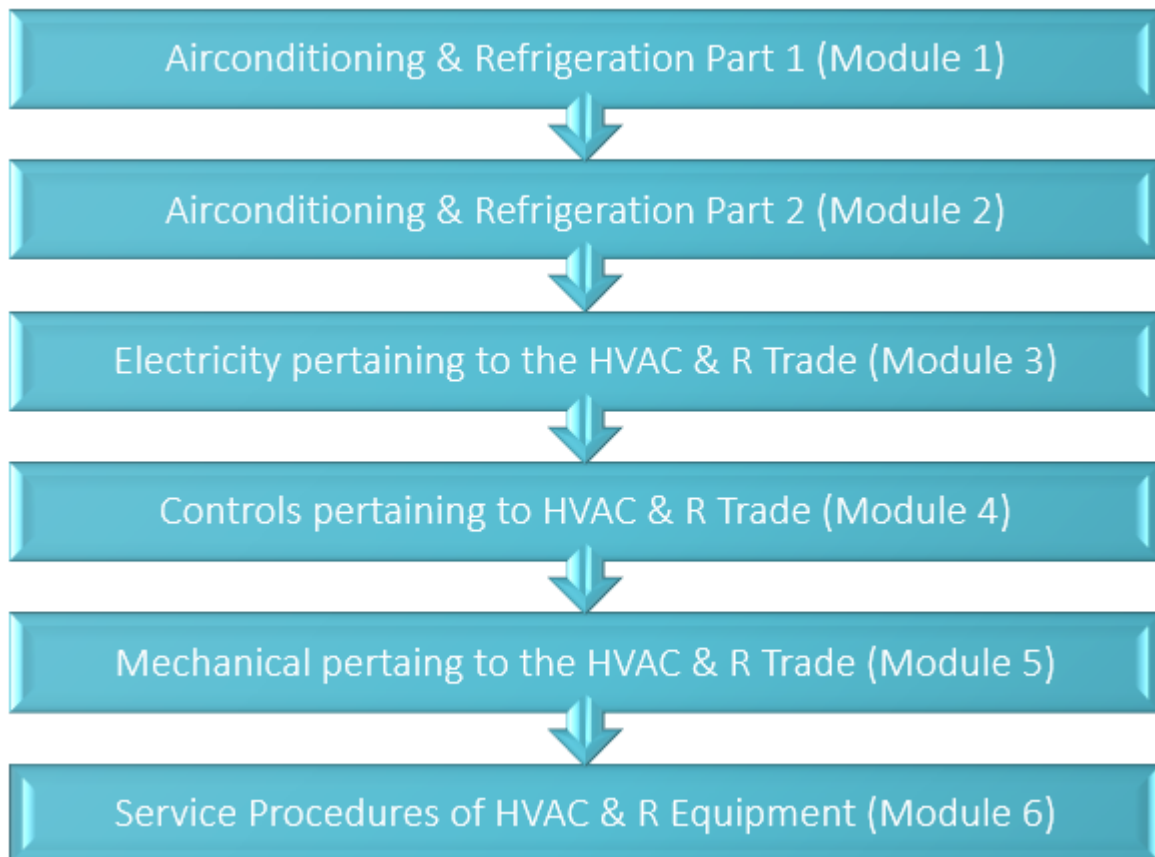 Airconditioning & Refrigeration Part 1 (Module 1)
Airconditioning & Refrigeration Part 2 (Module 2)
Electricity pertaining to the HVAC & R Trade (Module 3)
Controls pertaining to HVAC & R Trade (Module 4)
Mechanical pertaing to the HVAC & R Trade (Module 5)
Service Procedures of HVAC & R Equipment (Module 6)